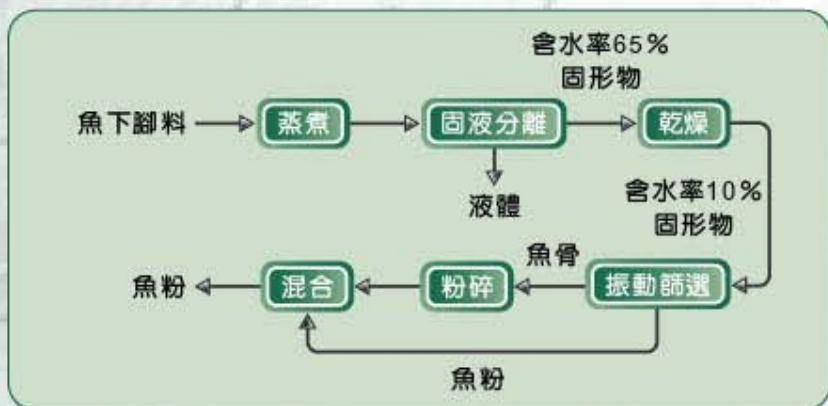 含水率65%
固形物
魚下腳料
蒸煮
固液分離
乾燥
液體
含水率10%
固形物
魚粉
混合
粉碎
魚骨
振動篩選
魚粉